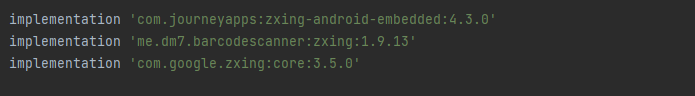 implementation 'com.journeyapps:zxing-android-embedded:4.3.0'
implementation 'me.dm7.barcodescanner:zxing:1.9.13'
implementation 'com.google.zxing:core:3.5.0'